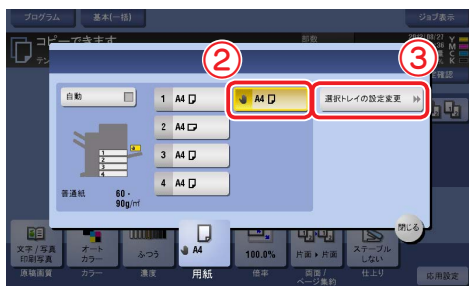 プログラム 基本(一括) ジョブ表示
コピーできます 部数
Y
M
C
K
② ③
自動 1 A4 A4 選択トレイの設定変更
2 A4
3 A4
4 A4
1
2
3
4
普通紙 60-
90g/㎡
閉じる
文字/写真
印刷写真 オート
カラー ふつう A4 100.0% 片面▶片面 ステープル
しない
原稿画質 カラー 濃度 用紙 倍率 両面/
ページ集約 仕上り 応用設定